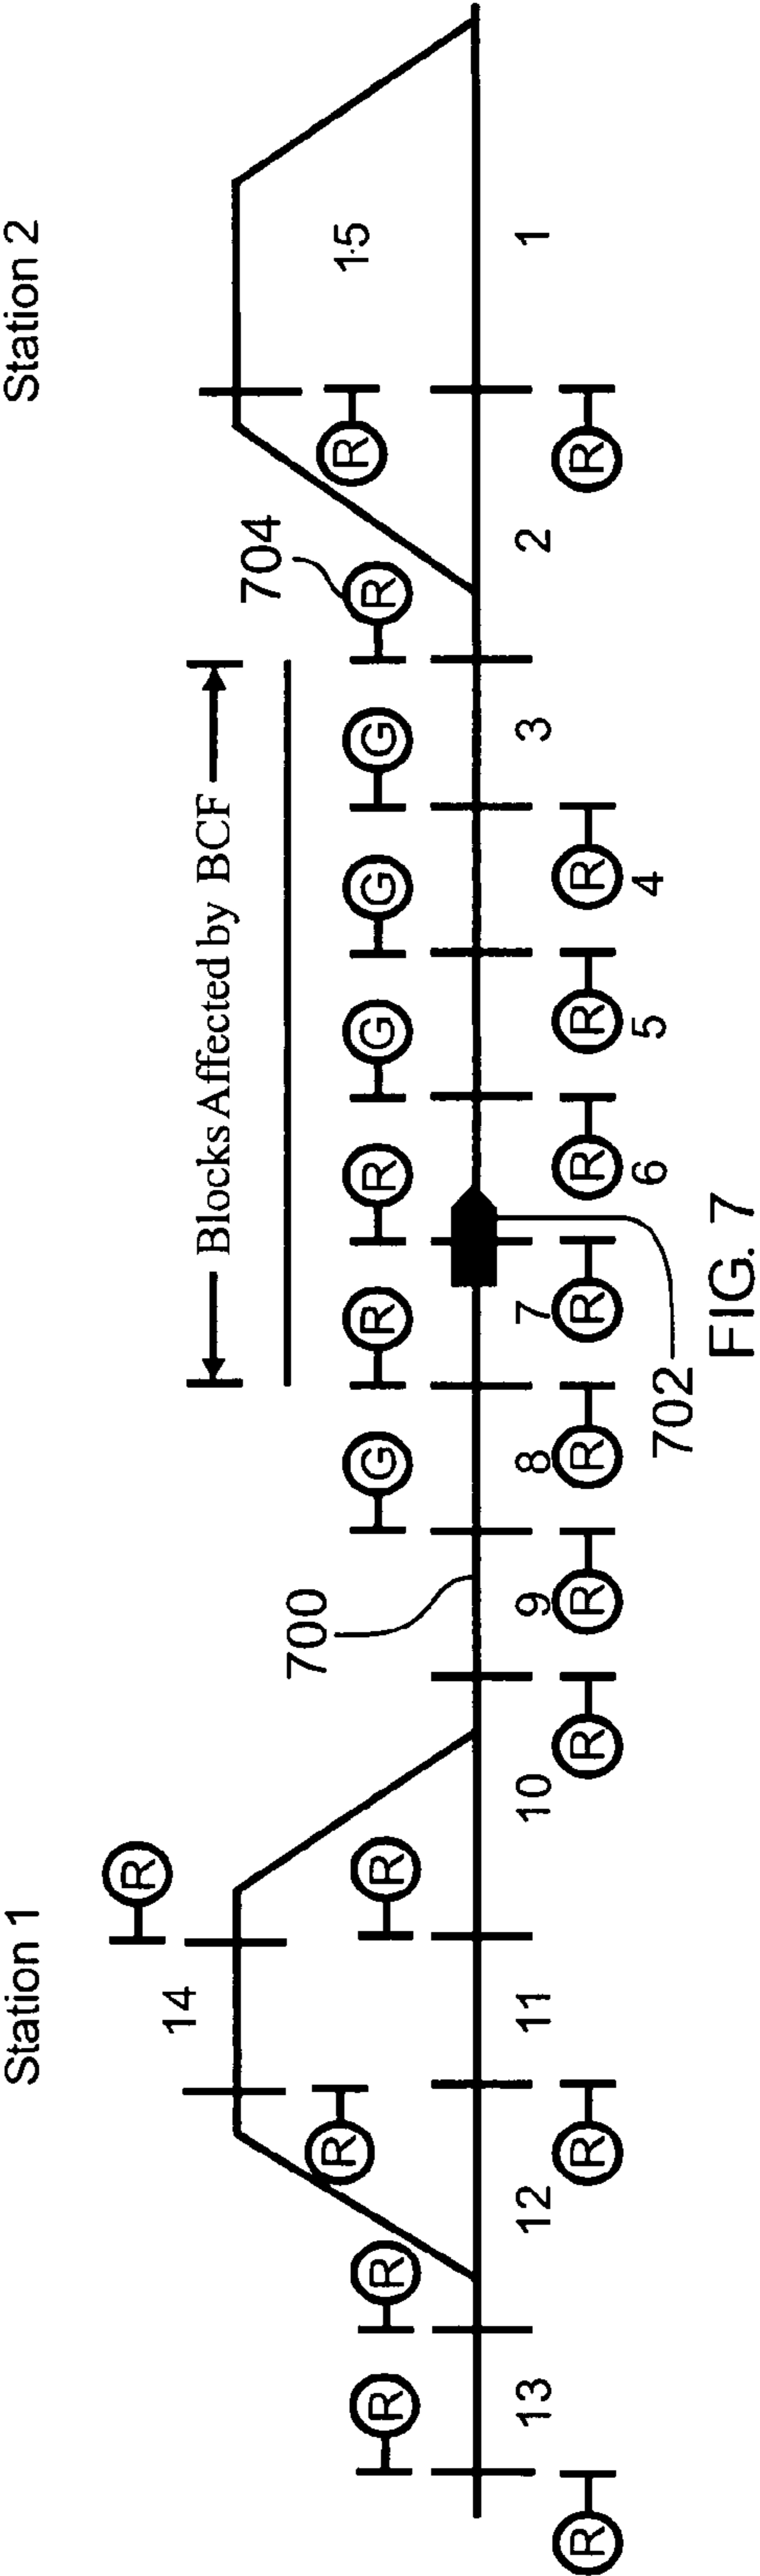 Station 1 Station 2
R
14 Blocks Affected by BCF
704
700
R R 15
R R R G R R G G G R
13 12 11 10 9 8 7 3 2 1
R R R R R R R R R R
6 5 4
702
FIG. 7